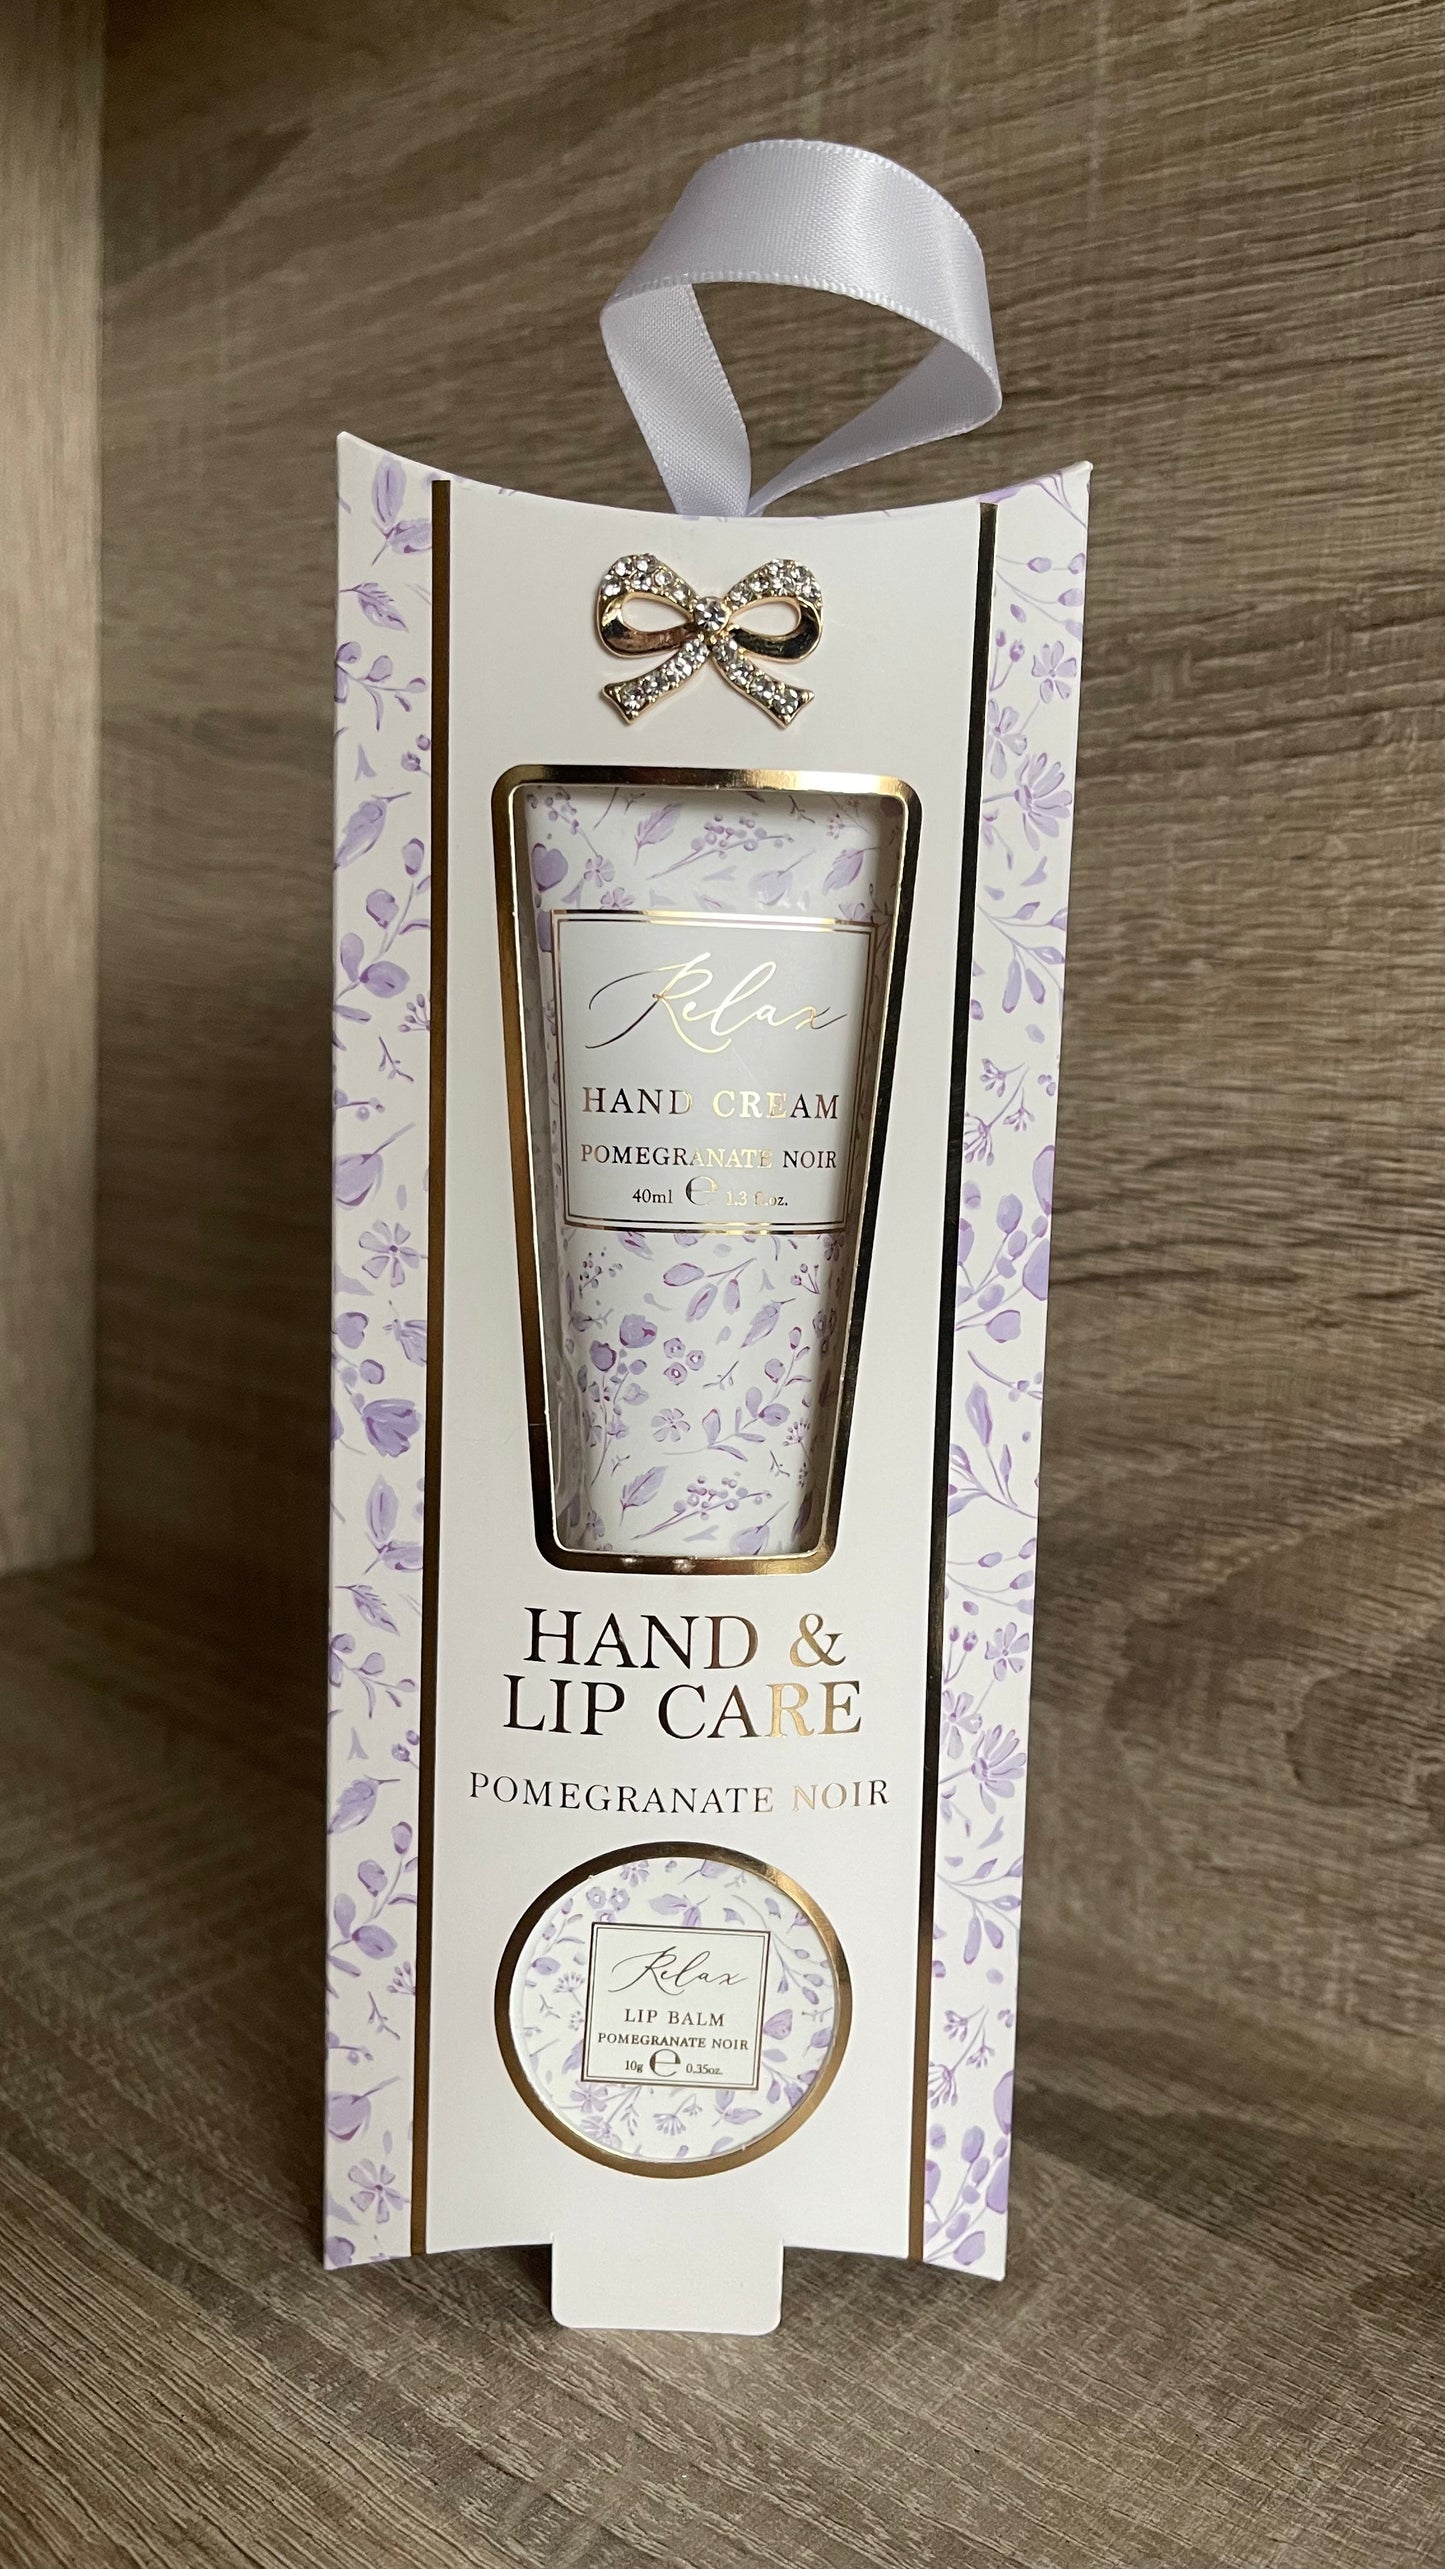 Relax
HAND CREAM
POMEGRANATE NOIR
40ml e 1.3 fl.oz.
HAND &
LIP CARE
POMEGRANATE NOIR
Relax
LIP BALM
POMEGRANATE NOIR
10g e 0.35oz.